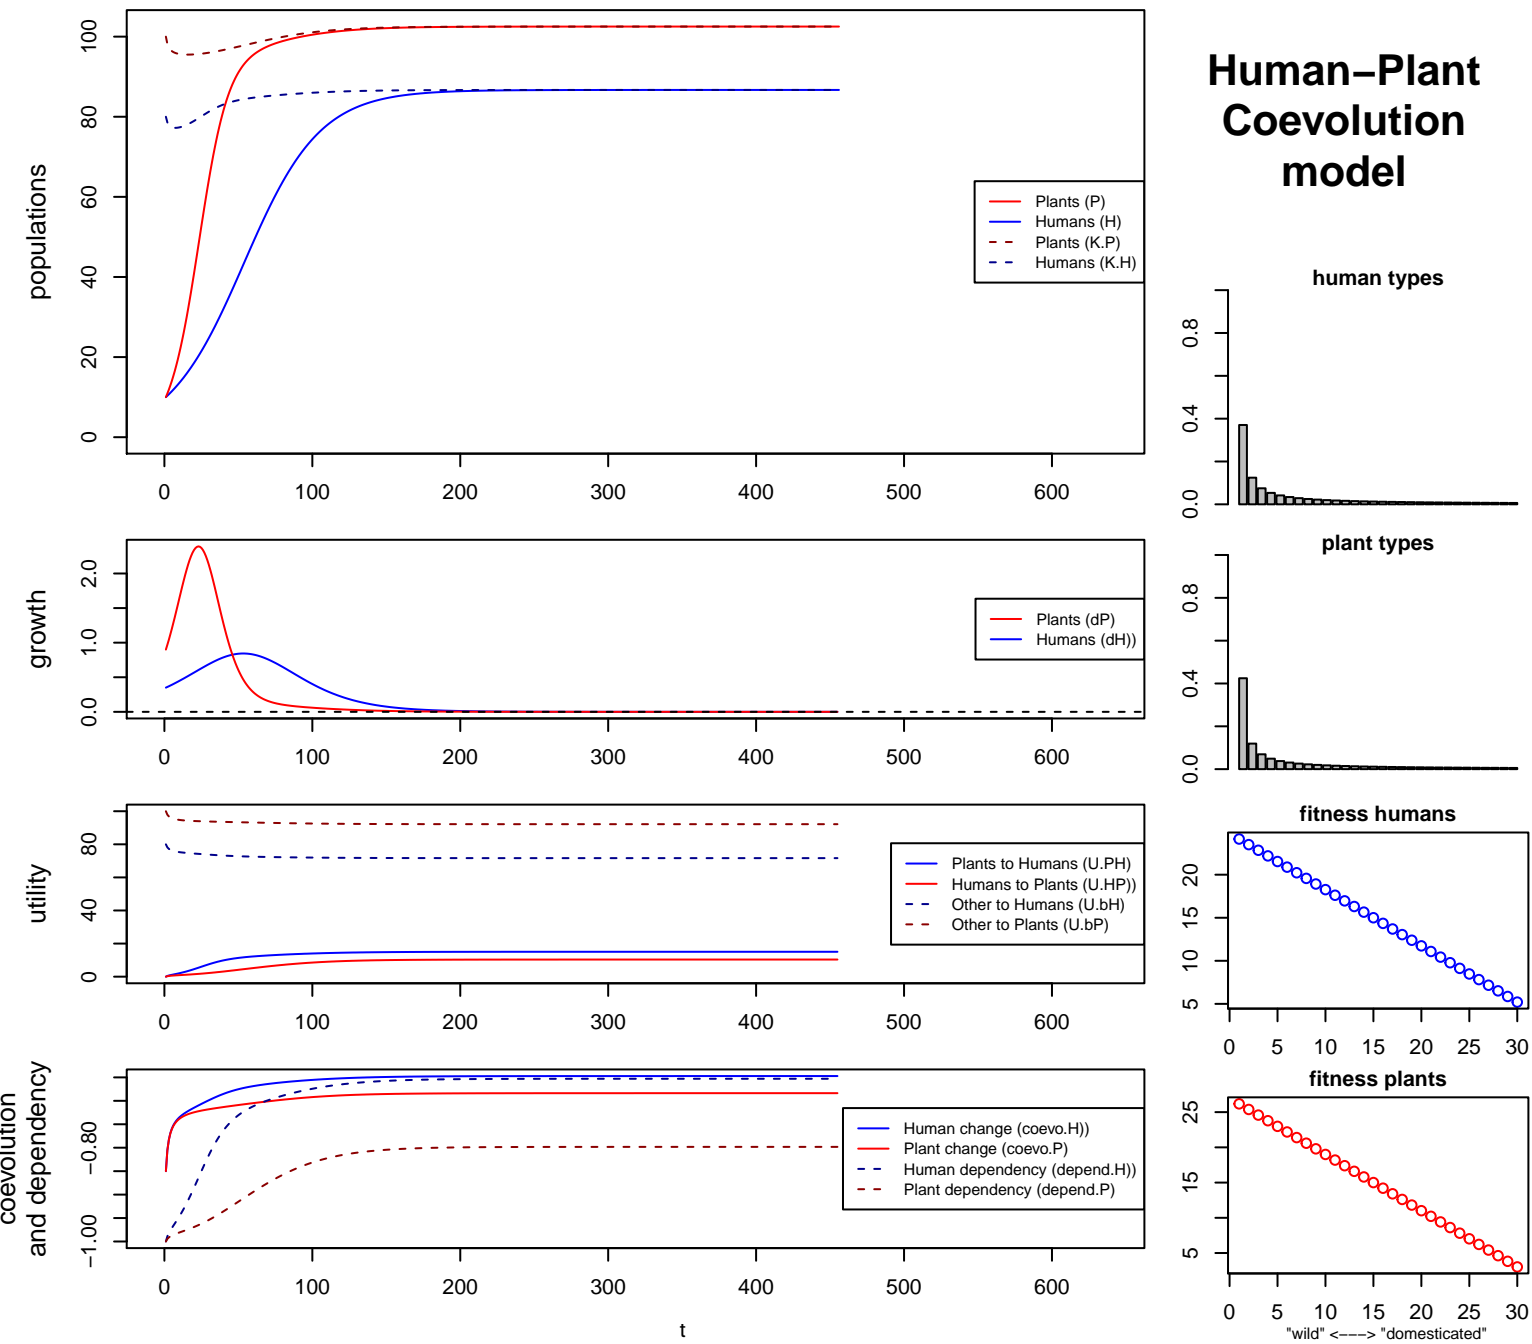 Human−Plant
Coevolution
model
populations
0 20 40 60 80 100
0 100 200 300 400 500 600
Plants (P)
Humans (H)
Plants (K.P)
Humans (K.H)
growth
0.0 1.0 2.0
0 100 200 300 400 500 600
Plants (dP)
Humans (dH))
utility
0 40 80
0 100 200 300 400 500 600
Plants to Humans (U.PH)
Humans to Plants (U.HP))
Other to Humans (U.bH)
Other to Plants (U.bP)
coevolution
and dependency
−1.00 −0.80
0 100 200 300 400 500 600
t
Human change (coevo.H))
Plant change (coevo.P)
Human dependency (depend.H))
Plant dependency (depend.P)
human types
0.0 0.4 0.8
plant types
0.0 0.4 0.8
fitness humans
5 10 15 20
0 5 10 15 20 25 30
fitness plants
5 15 25
0 5 10 15 20 25 30
"wild" <−−−> "domesticated"